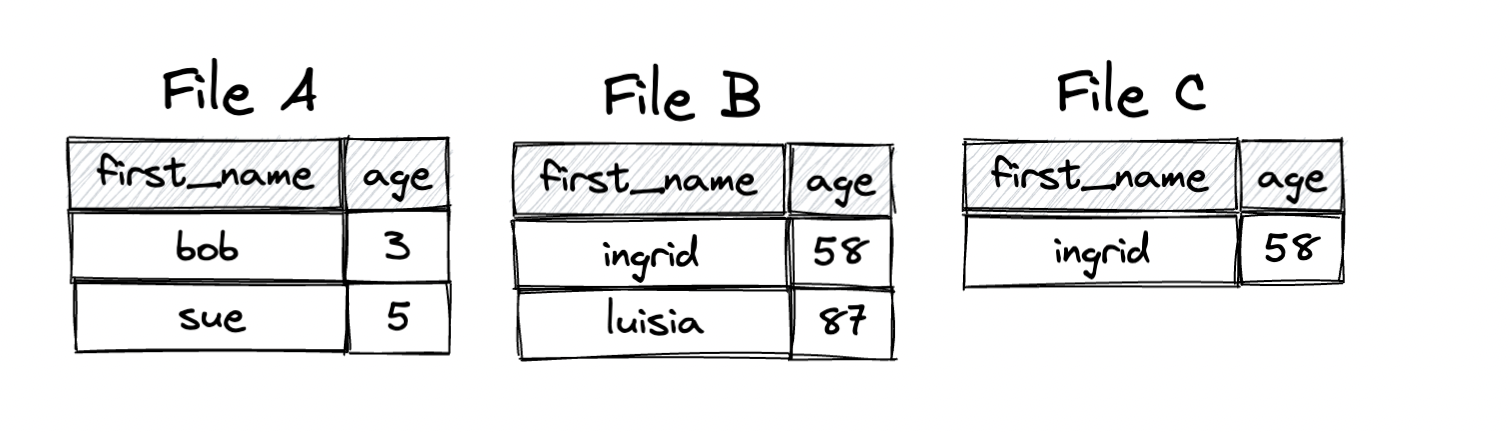 File A
first_name age
bob 3
sue 5
File B
first_name age
ingrid 58
luisia 87
File C
first_name age
ingrid 58